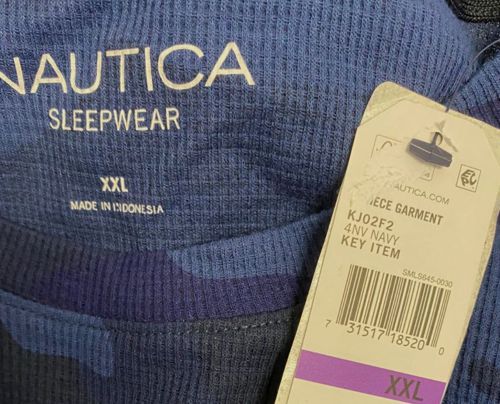 NAUTICA
SLEEPWEAR
XXL
MADE IN INDONESIA
NAUTICA.COM
IECE GARMENT
KJ02F2
4NV NAVY
KEY ITEM
SMLS645-0030
7 31517 18520 0
XXL